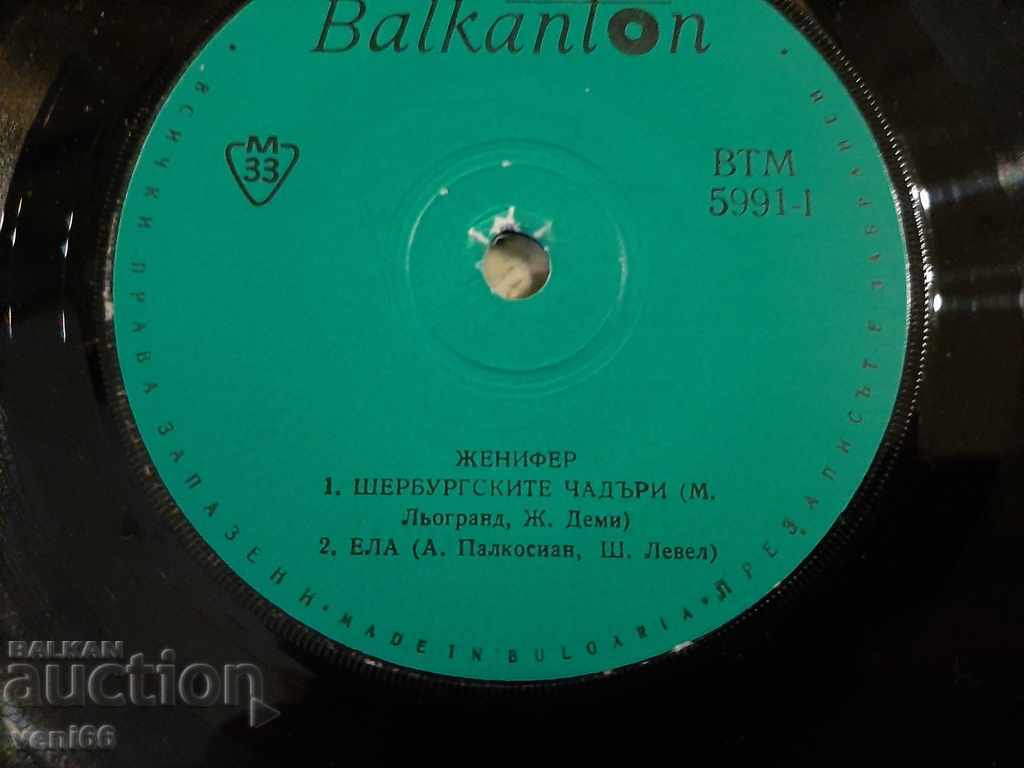 Balkanton
M
33
ВТМ
5991-I
ЖЕНИФЕР
1. ШЕРБУРГСКИТЕ ЧАДЪРИ (М.
Льогранд, Ж. Деми)
2. ЕЛА (А. Палкосиан, Ш. Левел)
ВСИЧКИ ПРАВА ЗАПАЗЕНИ • MADE IN BULGARIA • ПРЕЗАПИСЪТ Е ЗАБРАНЕН
BALKAN
auction
veni66